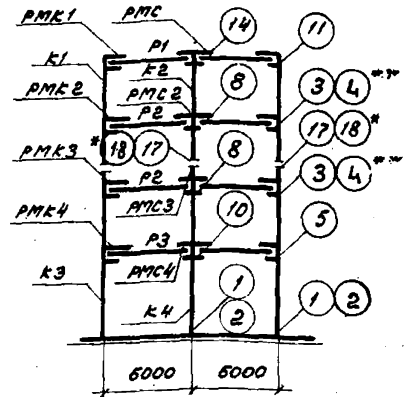 РМС 14
РМК1 Р1 11
К1 К2
РМК2 РМС2 8 3 4 **
Р2
* 18 17 17 18 *
РМК3 Р2 8 3 4 **
РМС3
РМК4 10 5
Р3
РМС4
К3 К4 1 1 2
2
6000 6000